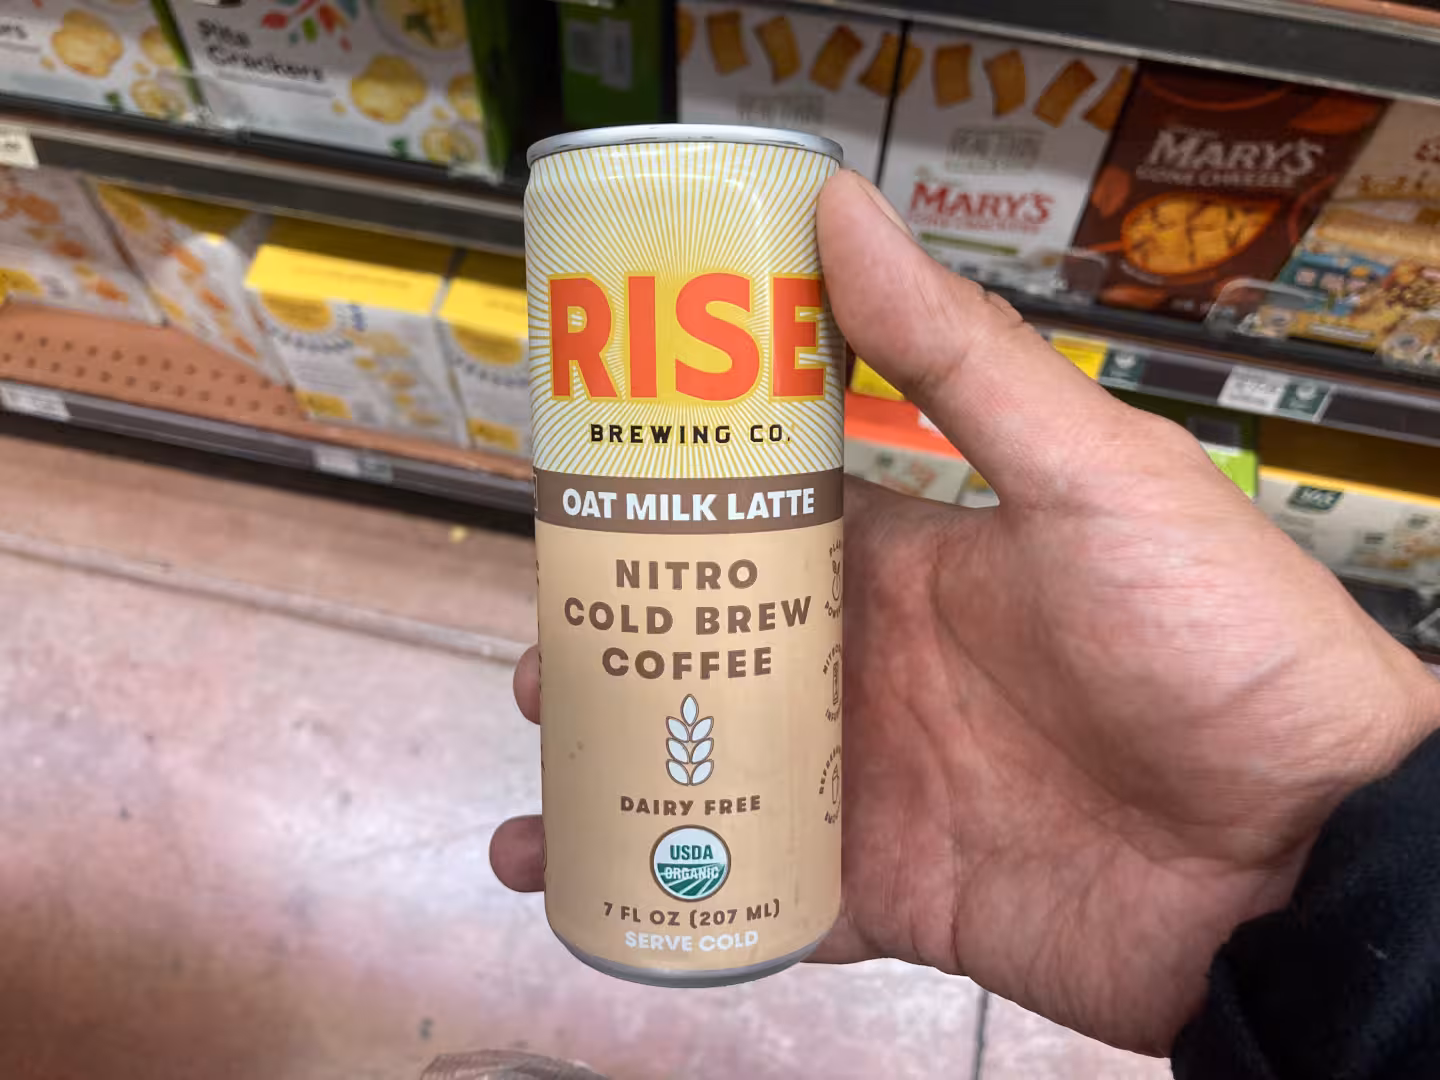 Pita
Crackers
MARY'S
MARY'S
RISE
BREWING CO.
OAT MILK LATTE
NITRO
COLD BREW
COFFEE
DAIRY FREE
USDA
ORGANIC
7 FL OZ (207 ML)
SERVE COLD